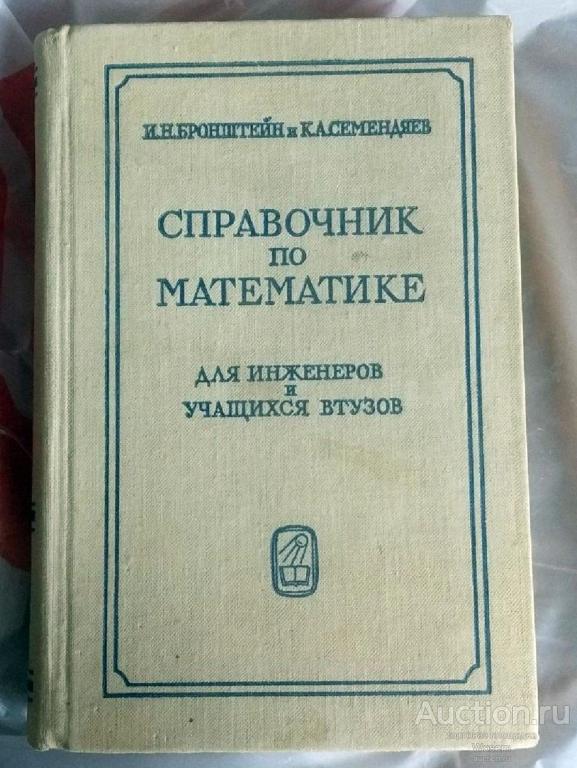 И.Н.БРОНШТЕЙН и К.А.СЕМЕНДЯЕВ
СПРАВОЧНИК
ПО
МАТЕМАТИКЕ
ДЛЯ ИНЖЕНЕРОВ
И
УЧАЩИХСЯ ВТУЗОВ
Auction.ru